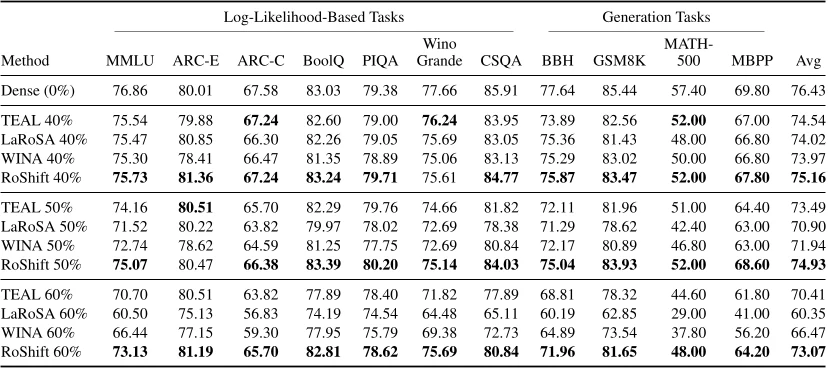 Log-Likelihood-Based Tasks Generation Tasks
Method MMLU ARC-E ARC-C BoolQ PIQA Wino Grande CSQA BBH GSM8K MATH-500 MBPP Avg
Dense (0%) 76.86 80.01 67.58 83.03 79.38 77.66 85.91 77.64 85.44 57.40 69.80 76.43
TEAL 40% 75.54 79.88 67.24 82.60 79.00 76.24 83.95 73.89 82.56 52.00 67.00 74.54
LaRoSA 40% 75.47 80.85 66.30 82.26 79.05 75.69 83.05 75.36 81.43 48.00 66.80 74.02
WINA 40% 75.30 78.41 66.47 81.35 78.89 75.06 83.13 75.29 83.02 50.00 66.80 73.97
RoShift 40% 75.73 81.36 67.24 83.24 79.71 75.61 84.77 75.87 83.47 52.00 67.80 75.16
TEAL 50% 74.16 80.51 65.70 82.29 79.76 74.66 81.82 72.11 81.96 51.00 64.40 73.49
LaRoSA 50% 71.52 80.22 63.82 79.97 78.02 72.69 78.38 71.29 78.62 42.40 63.00 70.90
WINA 50% 72.74 78.62 64.59 81.25 77.75 72.69 80.84 72.17 80.89 46.80 63.00 71.94
RoShift 50% 75.07 80.47 66.38 83.39 80.20 75.14 84.03 75.04 83.93 52.00 68.60 74.93
TEAL 60% 70.70 80.51 63.82 77.89 78.40 71.82 77.89 68.81 78.32 44.60 61.80 70.41
LaRoSA 60% 60.50 75.13 56.83 74.19 74.54 64.48 65.11 60.19 62.85 29.00 41.00 60.35
WINA 60% 66.44 77.15 59.30 77.95 75.79 69.38 72.73 64.89 73.54 37.80 56.20 66.47
RoShift 60% 73.13 81.19 65.70 82.81 78.62 75.69 80.84 71.96 81.65 48.00 64.20 73.07